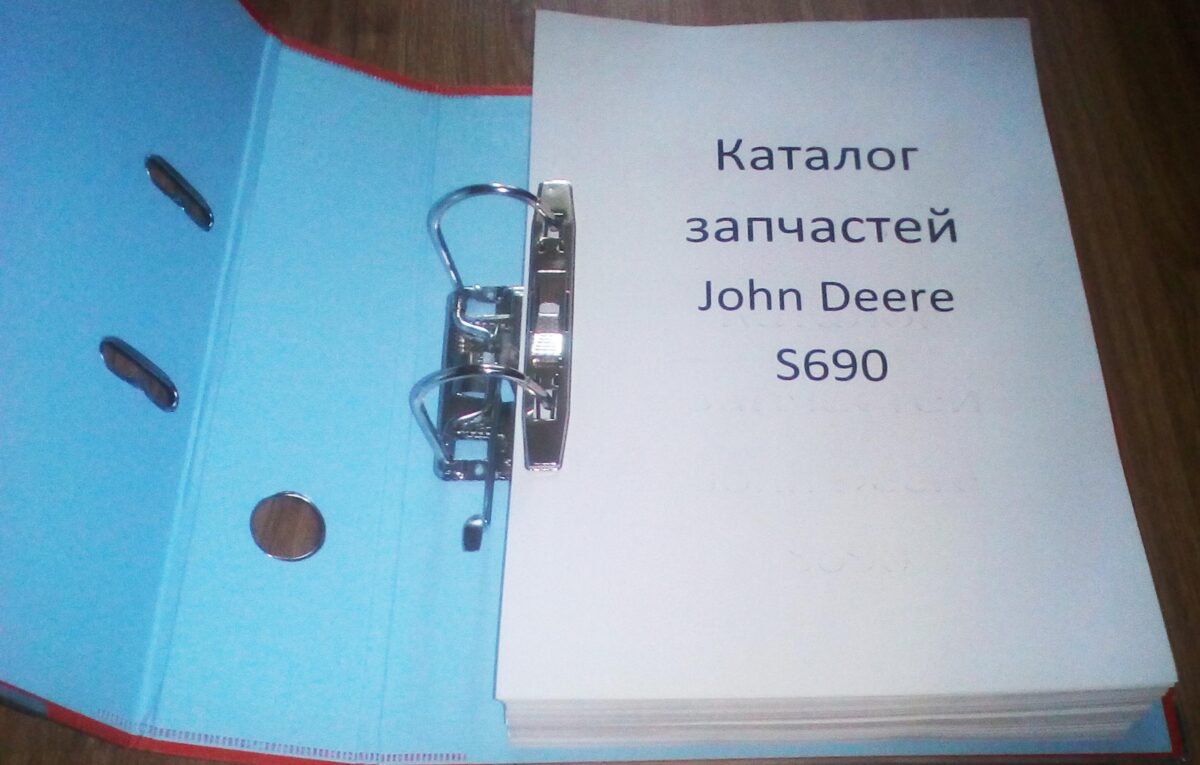 Каталог
запчастей
John Deere
S690